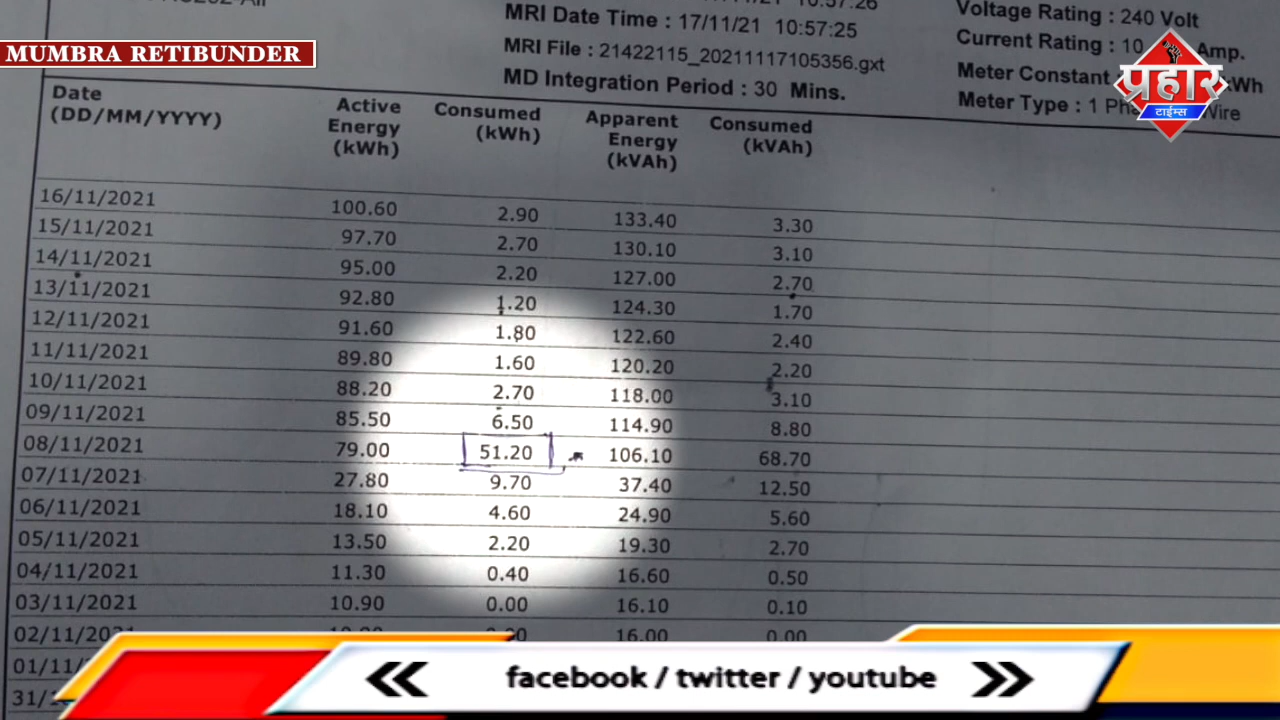 MRI Date Time : 17/11/21 10:57:25
MRI File : 21422115_20211117105356.gxt
MD Integration Period : 30 Mins.
Voltage Rating : 240 Volt
Current Rating : 10 Amp.
Meter Constant kWh
Meter Type : 1 Wire
MUMBRA RETIBUNDER
प्रहार
टाईम्स
Date (DD/MM/YYYY) Active Energy (kWh) Consumed (kWh) Apparent Energy (kVAh) Consumed (kVAh)
16/11/2021 100.60 2.90 133.40 3.30
15/11/2021 97.70 2.70 130.10 3.10
14/11/2021 95.00 2.20 127.00 2.70
13/11/2021 92.80 1.20 124.30 1.70
12/11/2021 91.60 1.80 122.60 2.40
11/11/2021 89.80 1.60 120.20 2.20
10/11/2021 88.20 2.70 118.00 3.10
09/11/2021 85.50 6.50 114.90 8.80
08/11/2021 79.00 51.20 106.10 68.70
07/11/2021 27.80 9.70 37.40 12.50
06/11/2021 18.10 4.60 24.90 5.60
05/11/2021 13.50 2.20 19.30 2.70
04/11/2021 11.30 0.40 16.60 0.50
03/11/2021 10.90 0.00 16.10 0.10
02/11/2021 16.00 0.00
01/11/
31/
facebook / twitter / youtube